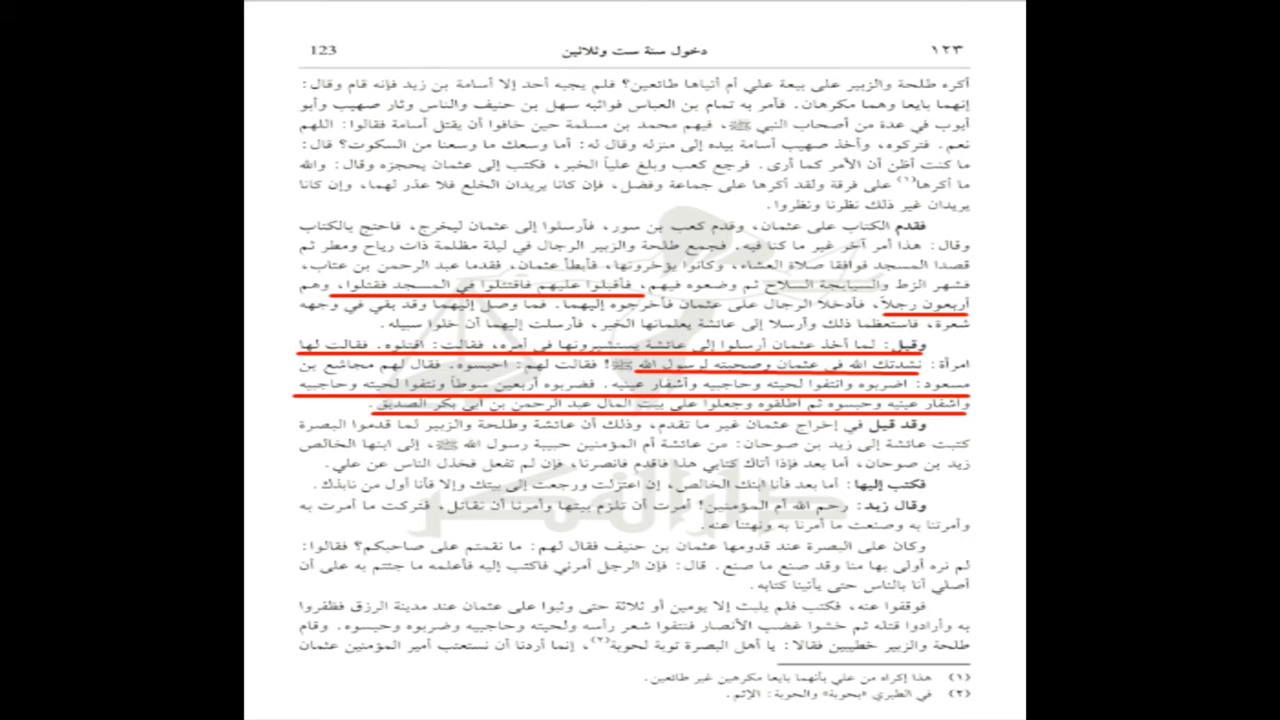 ١٢٣ دخول سنة ست وثلاثين 123
أكره طلحة والزبير على بيعة علي أم أتياها طائعين؟ فلم يجبه أحد إلا أسامة بن زيد فإنه قام وقال:
إنهما بايعا وهما مكرهان. فأمر به تمام بن العباس فواثبه سهل بن حنيف والناس وثار صهيب وأبو
أيوب في عدة من أصحاب النبي ﷺ، فيهم محمد بن مسلمة حين خافوا أن يقتل أسامة فقالوا: اللهم
نعم. فتركوه، وأخذ صهيب أسامة بيده إلى منزله وقال له: أما وسعك ما وسعنا من السكوت؟ قال:
ما كنت أظن أن الأمر كما أرى. فرجع كعب وبلغ علياً الخبر، فكتب إلى عثمان يعجزه وقال: والله
ما أكرها(١) على فرقة ولقد أكرها على جماعة وفضل، فإن كانا يريدان الخلع فلا عذر لهما، وإن كانا
يريدان غير ذلك نظرنا ونظروا.
فقدم الكتاب على عثمان، وقدم كعب بن سور، فأرسلوا إلى عثمان ليخرج، فاحتج بالكتاب
وقال: هذا أمر آخر غير ما كنا فيه. فجمع طلحة والزبير الرجال في ليلة مظلمة ذات رياح ومطر ثم
قصدا المسجد فوافقا صلاة العشاء، وكانوا يؤخرونها، فأبطأ عثمان، فقدما عبد الرحمن بن عتاب،
فشهر الزط والسيابجة السلاح ثم وضعوه فيهم، فأقبلوا عليهم فاقتتلوا في المسجد فقتلوا، وهم
أربعون رجلاً، فأدخلا الرجال على عثمان فأخرجوه إليهما. فما وصل إليهما وقد بقي في وجهه
شعرة، فاستعظما ذلك وأرسلا إلى عائشة يعلمانها الخبر، فأرسلت إليهما أن خلوا سبيله.
وقيل: لما أخذ عثمان أرسلوا إلى عائشة يستشيرونها في أمره، فقالت: اقتلوه. فقالت لها
امرأة: نشدتك الله في عثمان وصحبته لرسول الله ﷺ! فقالت لهم: احبسوه. فقال لهم مجاشع بن
مسعود: اضربوه وانتفوا لحيته وحاجبيه وأشفار عينيه. فضربوه أربعين سوطاً ونتفوا لحيته وحاجبيه
وأشفار عينيه وحبسوه ثم أطلقوه وجعلوا على بيت المال عبد الرحمن بن أبي بكر الصديق.
وقد قيل في إخراج عثمان غير ما تقدم، وذلك أن عائشة وطلحة والزبير لما قدموا البصرة
كتبت عائشة إلى زيد بن صوحان: من عائشة أم المؤمنين حبيبة رسول الله ﷺ، إلى ابنها الخالص
زيد بن صوحان، أما بعد فإذا أتاك كتابي هذا فاقدم فانصرنا، فإن لم تفعل فخذل الناس عن علي.
فكتب إليها: أما بعد فأنا ابنك الخالص، إن اعتزلت ورجعت إلى بيتك وإلا فأنا أول من نابذك.
وقال زيد: رحم الله أم المؤمنين! أمرت أن تلزم بيتها وأمرنا أن نقاتل، فتركت ما أمرت به
وأمرتنا به وصنعت ما أمرنا به ونهتنا عنه.
وكان على البصرة عند قدومها عثمان بن حنيف فقال لهم: ما نقمتم على صاحبكم؟ فقالوا:
لم نره أولى بها منا وقد صنع ما صنع. قال: فإن الرجل أمرني فاكتب إليه فأعلمه ما جئتم به على أن
أصلي أنا بالناس حتى يأتينا كتابه.
فوقفوا عنه، فكتب فلم يلبث إلا يومين أو ثلاثة حتى وثبوا على عثمان عند مدينة الرزق فظفروا
به وأرادوا قتله ثم خشوا غضب الأنصار فنتفوا شعر رأسه ولحيته وحاجبيه وضربوه وحبسوه. وقام
طلحة والزبير خطيبين فقالا: يا أهل البصرة توبة لحوبة(٢)، إنما أردنا أن نستعتب أمير المؤمنين عثمان
(١) هذا إكراه من علي بأنهما بايعا مكرهين غير طائعين.
(٢) في الطبري «بحوبة» والحوبة: الإثم.
دار الفكر